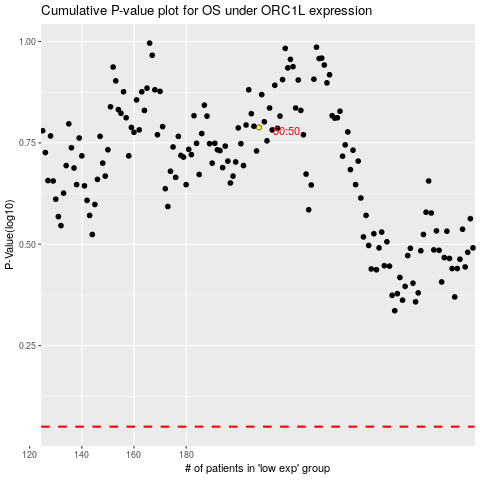 Cumulative P-value plot for OS under ORC1L expression
P-Value(log10)
1.00
0.75
0.50
0.25
50:50
120 140 160 180
# of patients in 'low exp' group